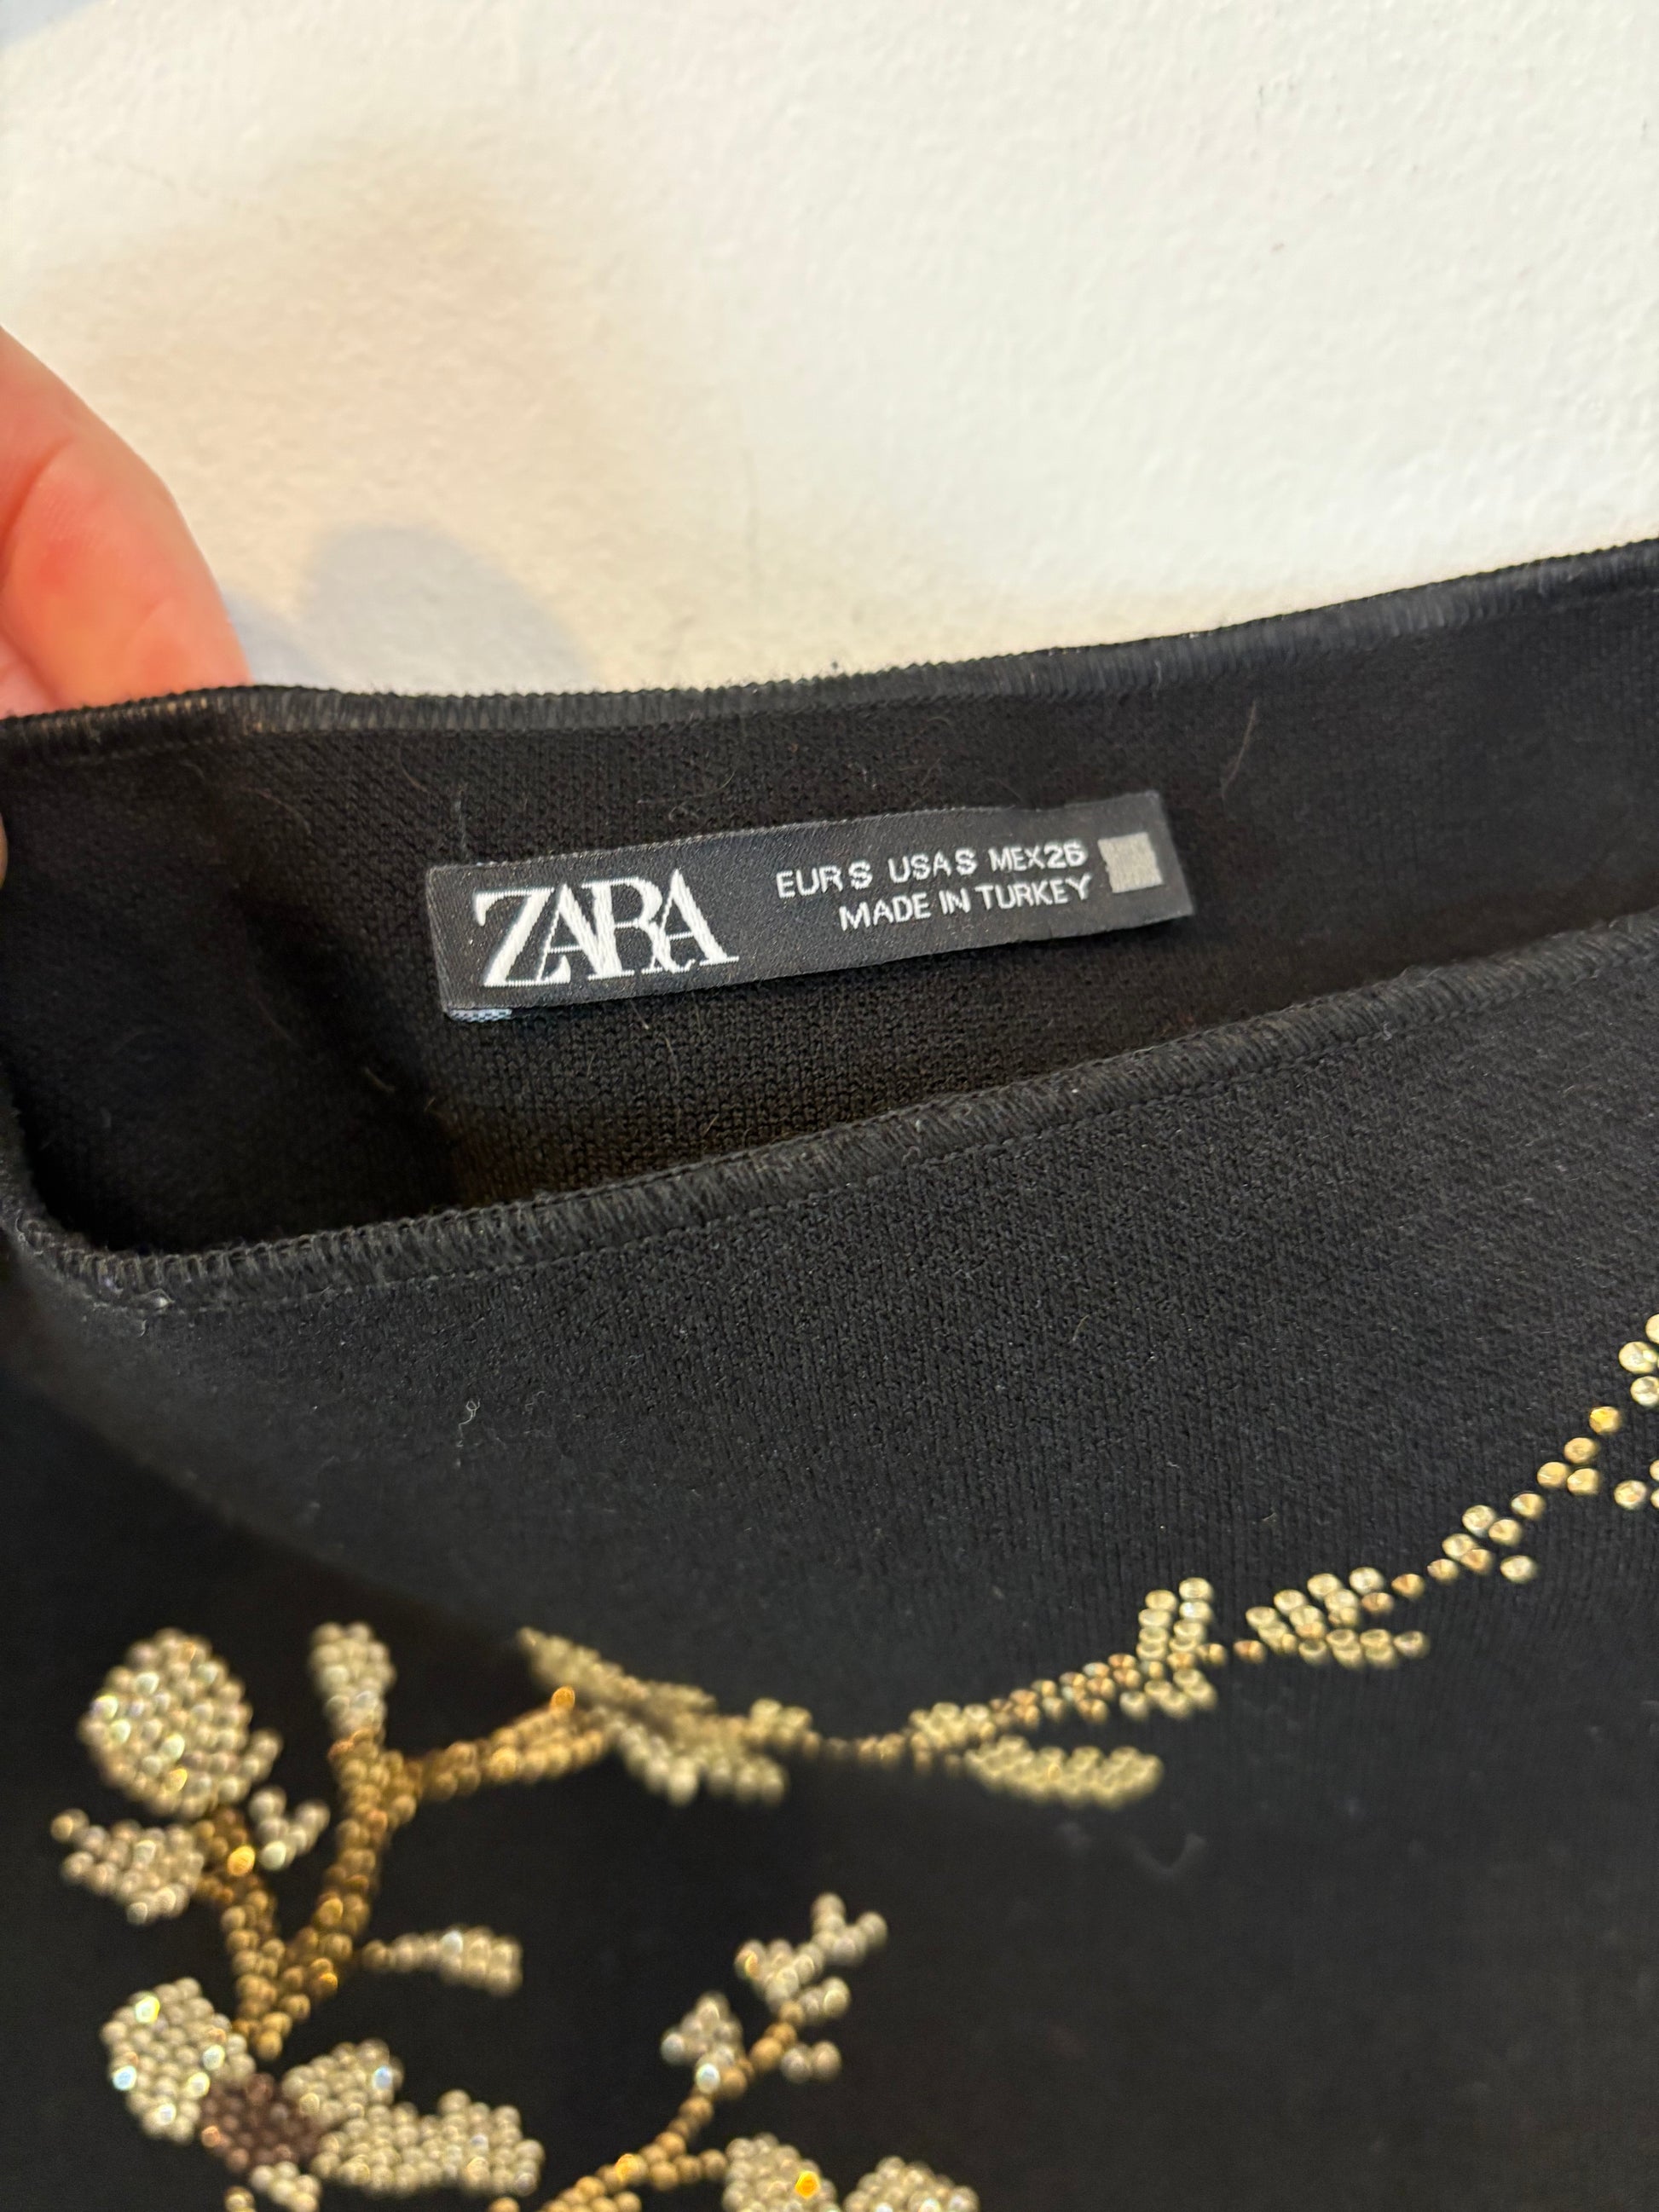 ZARA
EUR S USA S MEX 26
MADE IN TURKEY